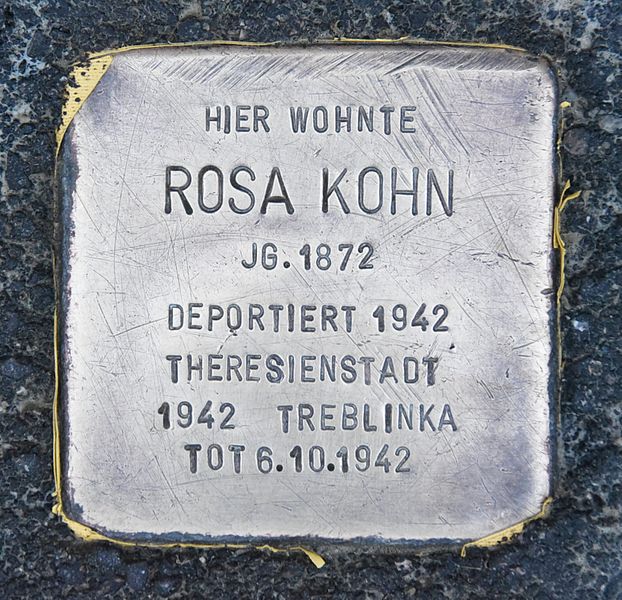 HIER WOHNTE
ROSA KOHN
JG. 1872
DEPORTIERT 1942
THERESIENSTADT
1942 TREBLINKA
TOT 6.10.1942